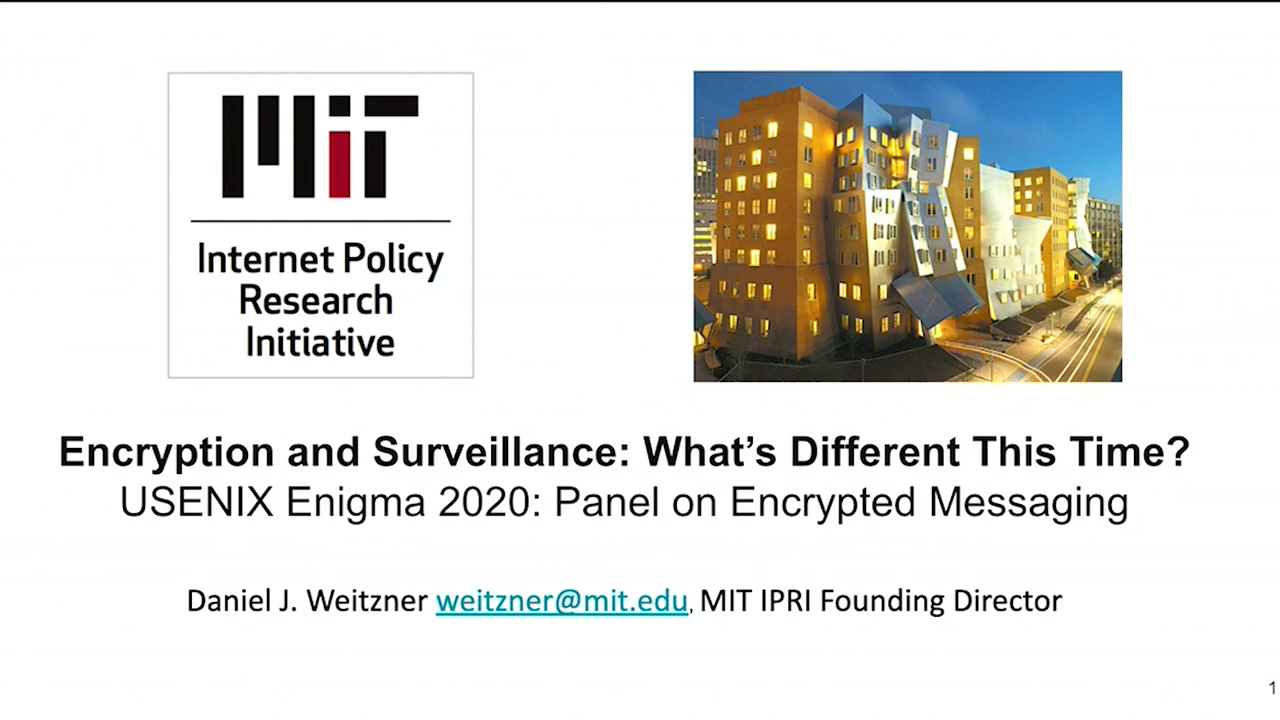 MIT
Internet Policy
Research
Initiative
Encryption and Surveillance: What's Different This Time?
USENIX Enigma 2020: Panel on Encrypted Messaging
Daniel J. Weitzner weitzner@mit.edu, MIT IPRI Founding Director
1